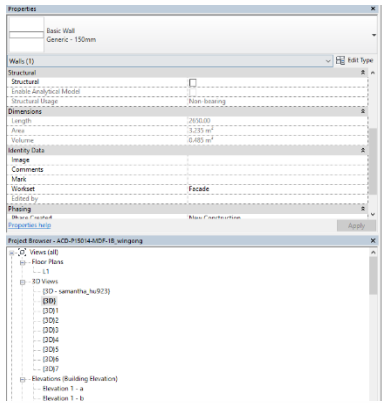 Properties
Basic Wall
Generic - 150mm
Walls (1)
Edit Type
Structural
Structural
Enable Analytical Model
Structural Usage Non-bearing
Dimensions
Length 2650.00
Area 3.235 m²
Volume 0.485 m³
Identity Data
Image
Comments
Mark
Workset Facade
Edited by
Phasing
Phase Created New Construction
Properties help Apply
Project Browser - ACD-P15014-MDF-1B_wingsng
Views (all)
Floor Plans
L1
3D Views
{3D - samantha_hu923}
{3D}
{3D}1
{3D}2
{3D}3
{3D}4
{3D}5
{3D}6
{3D}7
Elevations (Building Elevation)
Elevation 1 - a
Elevation 1 - b